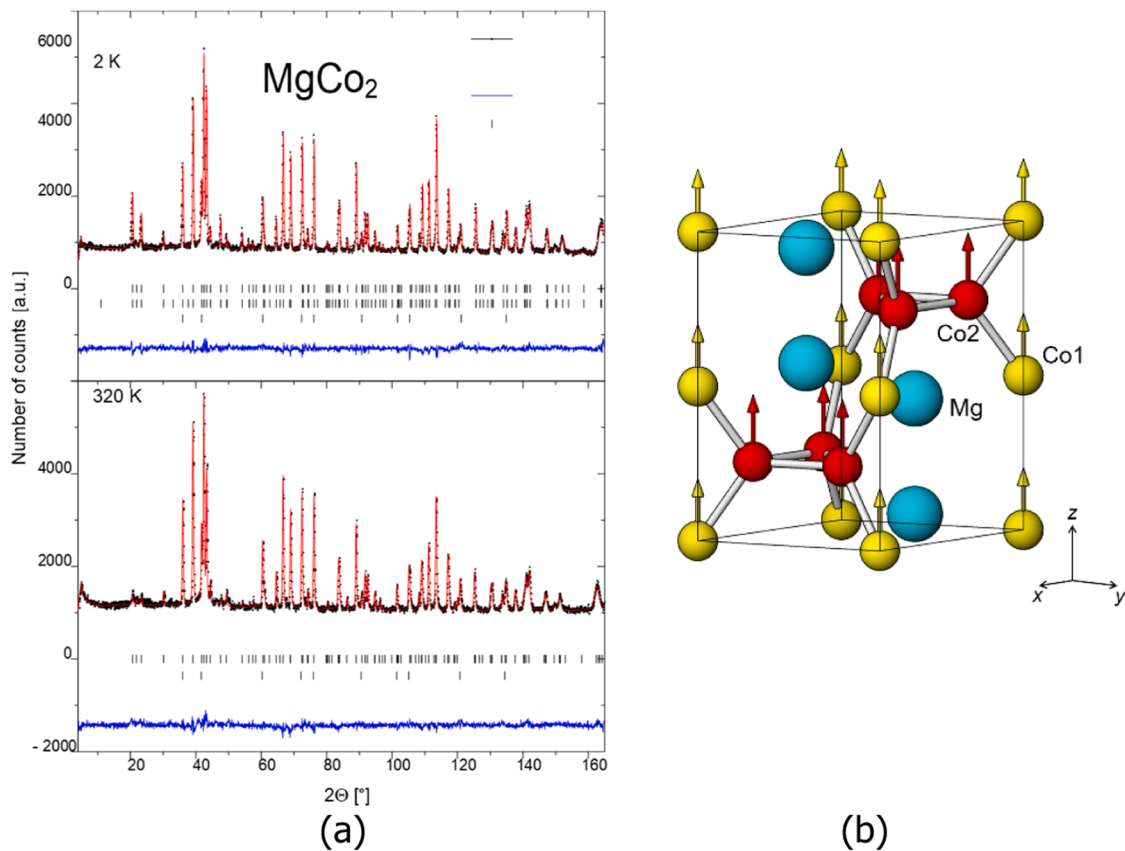 6000
2 K
MgCo2
4000
2000
0
320 K
4000
2000
0
- 2000
20 40 60 80 100 120 140 160
Number of counts [a.u.]
2Θ [°]
(a)
Co2
Co1
Mg
z
x
y
(b)